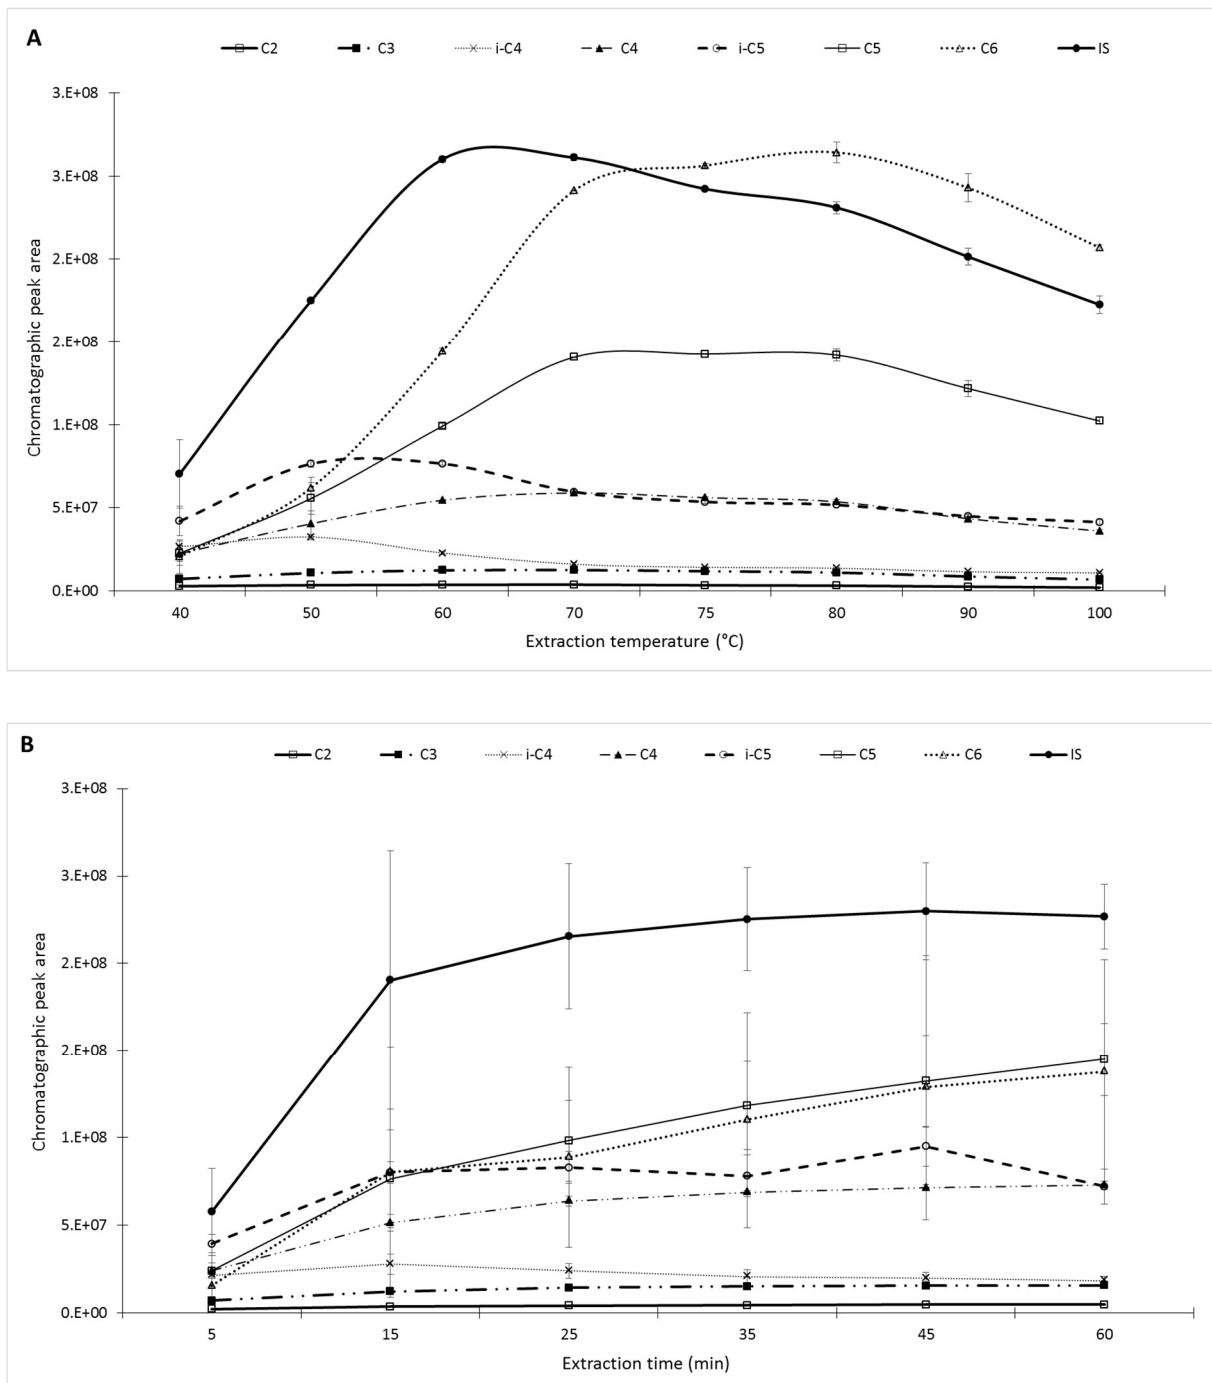 A
C2 C3 i-C4 C4 i-C5 C5 C6 IS
3.E+08
3.E+08
2.E+08
2.E+08
1.E+08
5.E+07
0.E+00
Chromatographic peak area
40 50 60 70 75 80 90 100
Extraction temperature (°C)
B
C2 C3 i-C4 C4 i-C5 C5 C6 IS
3.E+08
3.E+08
2.E+08
2.E+08
1.E+08
5.E+07
0.E+00
Chromatographic peak area
5 15 25 35 45 60
Extraction time (min)